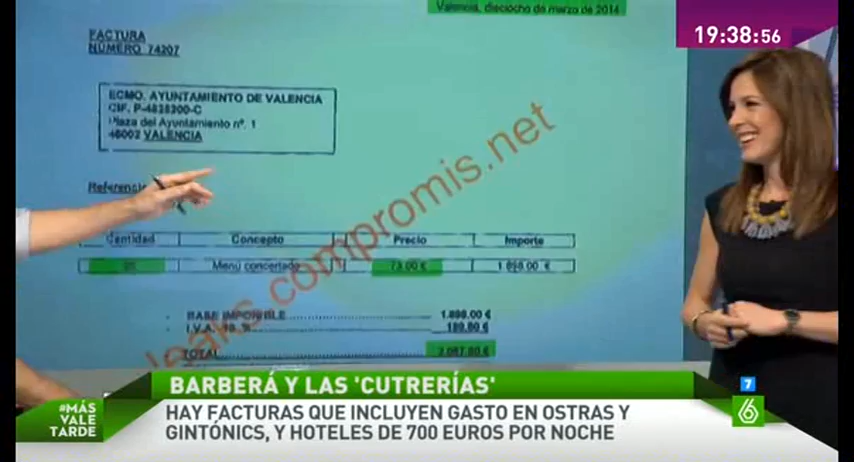 Valencia, dieciocho de marzo de 2014
19:38:56
FACTURA
NÚMERO 74207
ECMO. AYUNTAMIENTO DE VALENCIA
CIF. P-4625200-C
Plaza del Ayuntamiento nº. 1
46002 VALENCIA
Referencia
leaks.compromis.net
Cantidad Concepto Precio Importe
Menú concertado 73.00 € 1.898.00 €
BASE IMPONIBLE 1.898.00 €
I.V.A. 10 % 189.80 €
TOTAL 2.087.80 €
BARBERÁ Y LAS 'CUTRERÍAS'
#MÁS
VALE
TARDE
HAY FACTURAS QUE INCLUYEN GASTO EN OSTRAS Y
GINTÓNICS, Y HOTELES DE 700 EUROS POR NOCHE
7
6